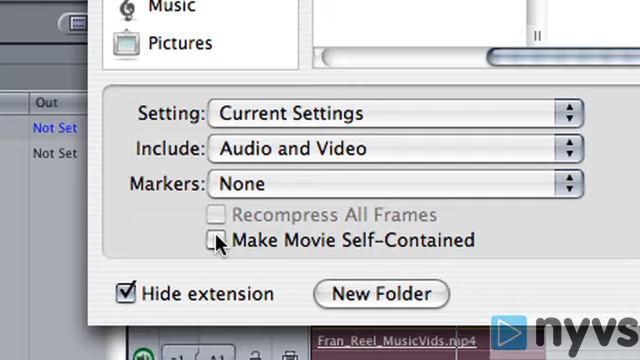 Music
Pictures
Out
Not Set
Not Set
Setting: Current Settings
Include: Audio and Video
Markers: None
Recompress All Frames
Make Movie Self-Contained
Hide extension
New Folder
Fran_Reel_MusicVids.mp4
nyvs